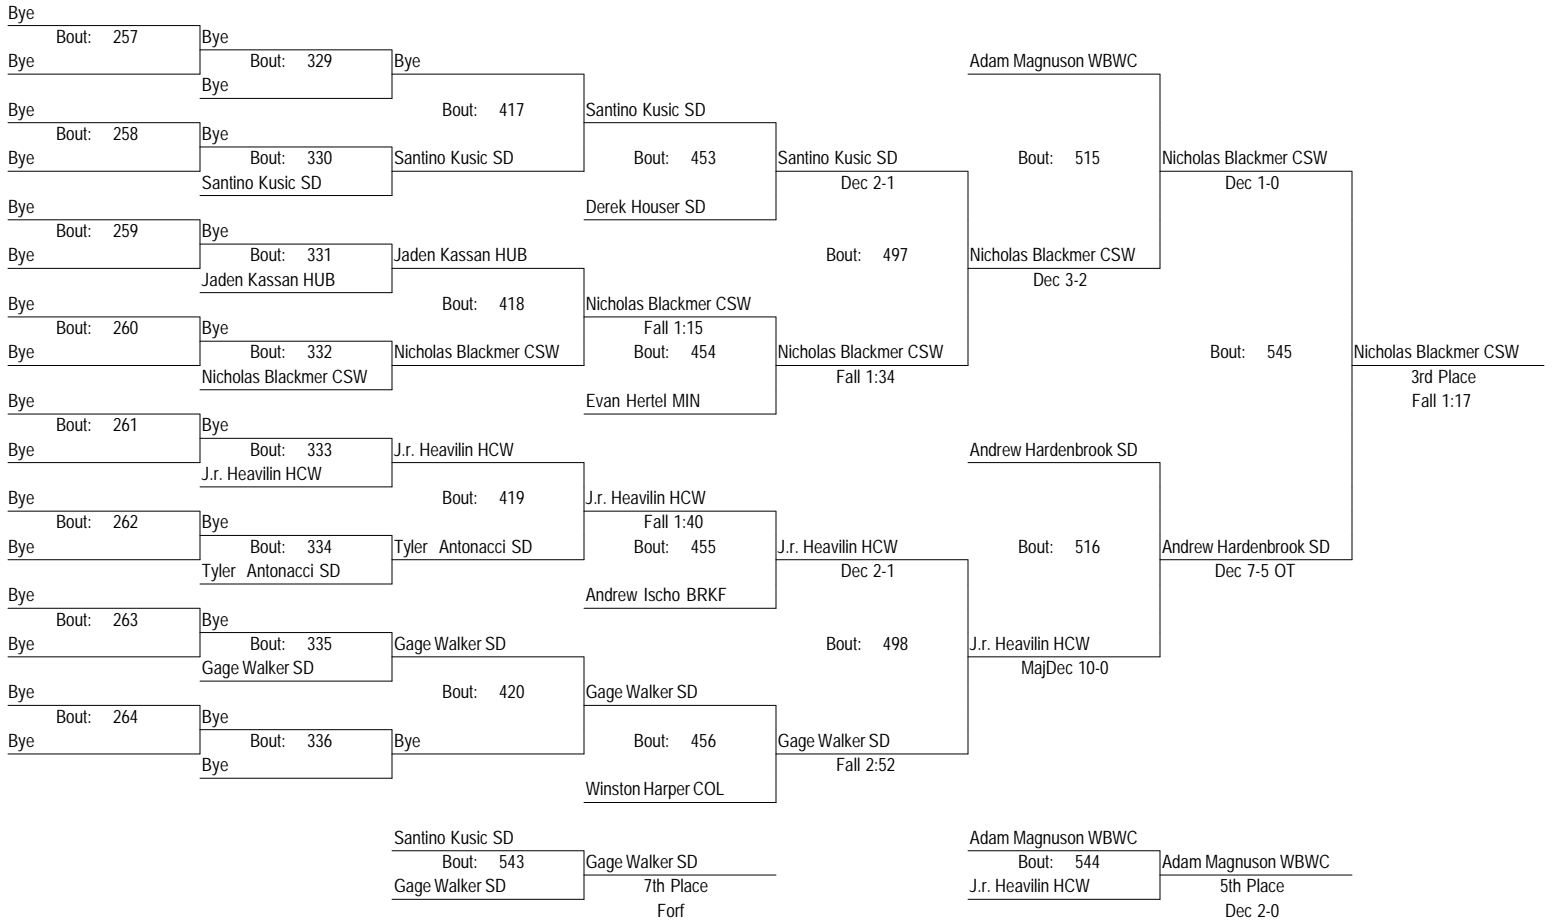 Bye
Bout: 257 Bye
Bye Bout: 329 Bye Adam Magnuson WBWC
Bye
Bye Bout: 417 Santino Kusic SD
Bout: 258 Bye
Bye Bout: 330 Santino Kusic SD Bout: 453 Santino Kusic SD Bout: 515 Nicholas Blackmer CSW
Santino Kusic SD Dec 2-1 Dec 1-0
Bye Derek Houser SD
Bout: 259 Bye
Bye Bout: 331 Jaden Kassan HUB Bout: 497 Nicholas Blackmer CSW
Jaden Kassan HUB Dec 3-2
Bye Bout: 418 Nicholas Blackmer CSW
Bout: 260 Bye Fall 1:15
Bye Bout: 332 Nicholas Blackmer CSW Bout: 454 Nicholas Blackmer CSW Bout: 545 Nicholas Blackmer CSW
Nicholas Blackmer CSW Fall 1:34 3rd Place
Bye Evan Hertel MIN Fall 1:17
Bout: 261 Bye
Bye Bout: 333 J.r. Heavilin HCW Andrew Hardenbrook SD
J.r. Heavilin HCW
Bye Bout: 419 J.r. Heavilin HCW
Bout: 262 Bye Fall 1:40
Bye Bout: 334 Tyler Antonacci SD Bout: 455 J.r. Heavilin HCW Bout: 516 Andrew Hardenbrook SD
Tyler Antonacci SD Dec 2-1 Dec 7-5 OT
Bye Andrew Ischo BRKF
Bout: 263 Bye
Bye Bout: 335 Gage Walker SD Bout: 498 J.r. Heavilin HCW
Gage Walker SD MajDec 10-0
Bye Bout: 420 Gage Walker SD
Bout: 264 Bye
Bye Bout: 336 Bye Bout: 456 Gage Walker SD
Bye Fall 2:52
Winston Harper COL
Santino Kusic SD Adam Magnuson WBWC
Bout: 543 Gage Walker SD Bout: 544 Adam Magnuson WBWC
Gage Walker SD 7th Place J.r. Heavilin HCW 5th Place
Forf Dec 2-0